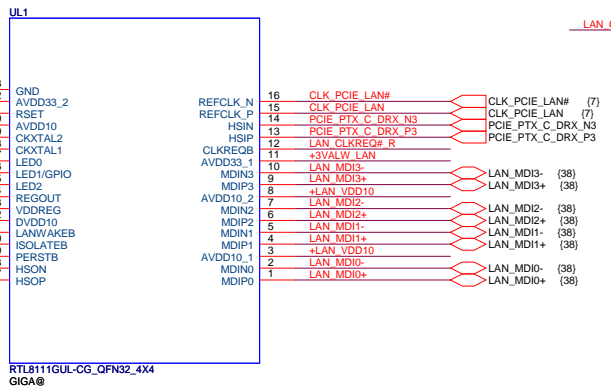 UL1
LAN_
GND
AVDD33_2
RSET
AVDD10
CKXTAL2
CKXTAL1
LED0
LED1/GPIO
LED2
REGOUT
VDDREG
DVDD10
LANWAKEB
ISOLATEB
PERSTB
HSON
HSOP
REFCLK_N 16 CLK_PCIE_LAN# CLK_PCIE_LAN# {7}
REFCLK_P 15 CLK_PCIE_LAN CLK_PCIE_LAN {7}
HSIN 14 PCIE_PTX_C_DRX_N3 PCIE_PTX_C_DRX_N3
HSIP 13 PCIE_PTX_C_DRX_P3 PCIE_PTX_C_DRX_P3
CLKREQB 12 LAN_CLKREQ#_R
AVDD33_1 11 +3VALW_LAN
MDIN3 10 LAN_MDI3- LAN_MDI3- {38}
MDIP3 9 LAN_MDI3+ LAN_MDI3+ {38}
AVDD10_2 8 +LAN_VDD10
MDIN2 7 LAN_MDI2- LAN_MDI2- {38}
MDIP2 6 LAN_MDI2+ LAN_MDI2+ {38}
MDIN1 5 LAN_MDI1- LAN_MDI1- {38}
MDIP1 4 LAN_MDI1+ LAN_MDI1+ {38}
AVDD10_1 3 +LAN_VDD10
MDIN0 2 LAN_MDI0- LAN_MDI0- {38}
MDIP0 1 LAN_MDI0+ LAN_MDI0+ {38}
RTL8111GUL-CG_QFN32_4X4
GIGA@